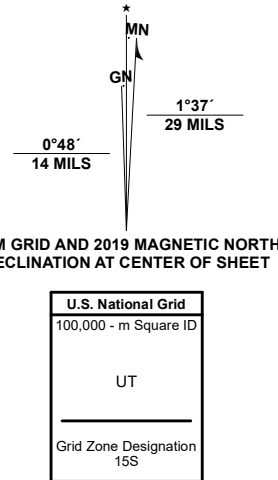 ★
MN
GN
1°37´
29 MILS
0°48´
14 MILS
M GRID AND 2019 MAGNETIC NORTH
ECLINATION AT CENTER OF SHEET
U.S. National Grid
100,000 - m Square ID
UT
Grid Zone Designation
15S